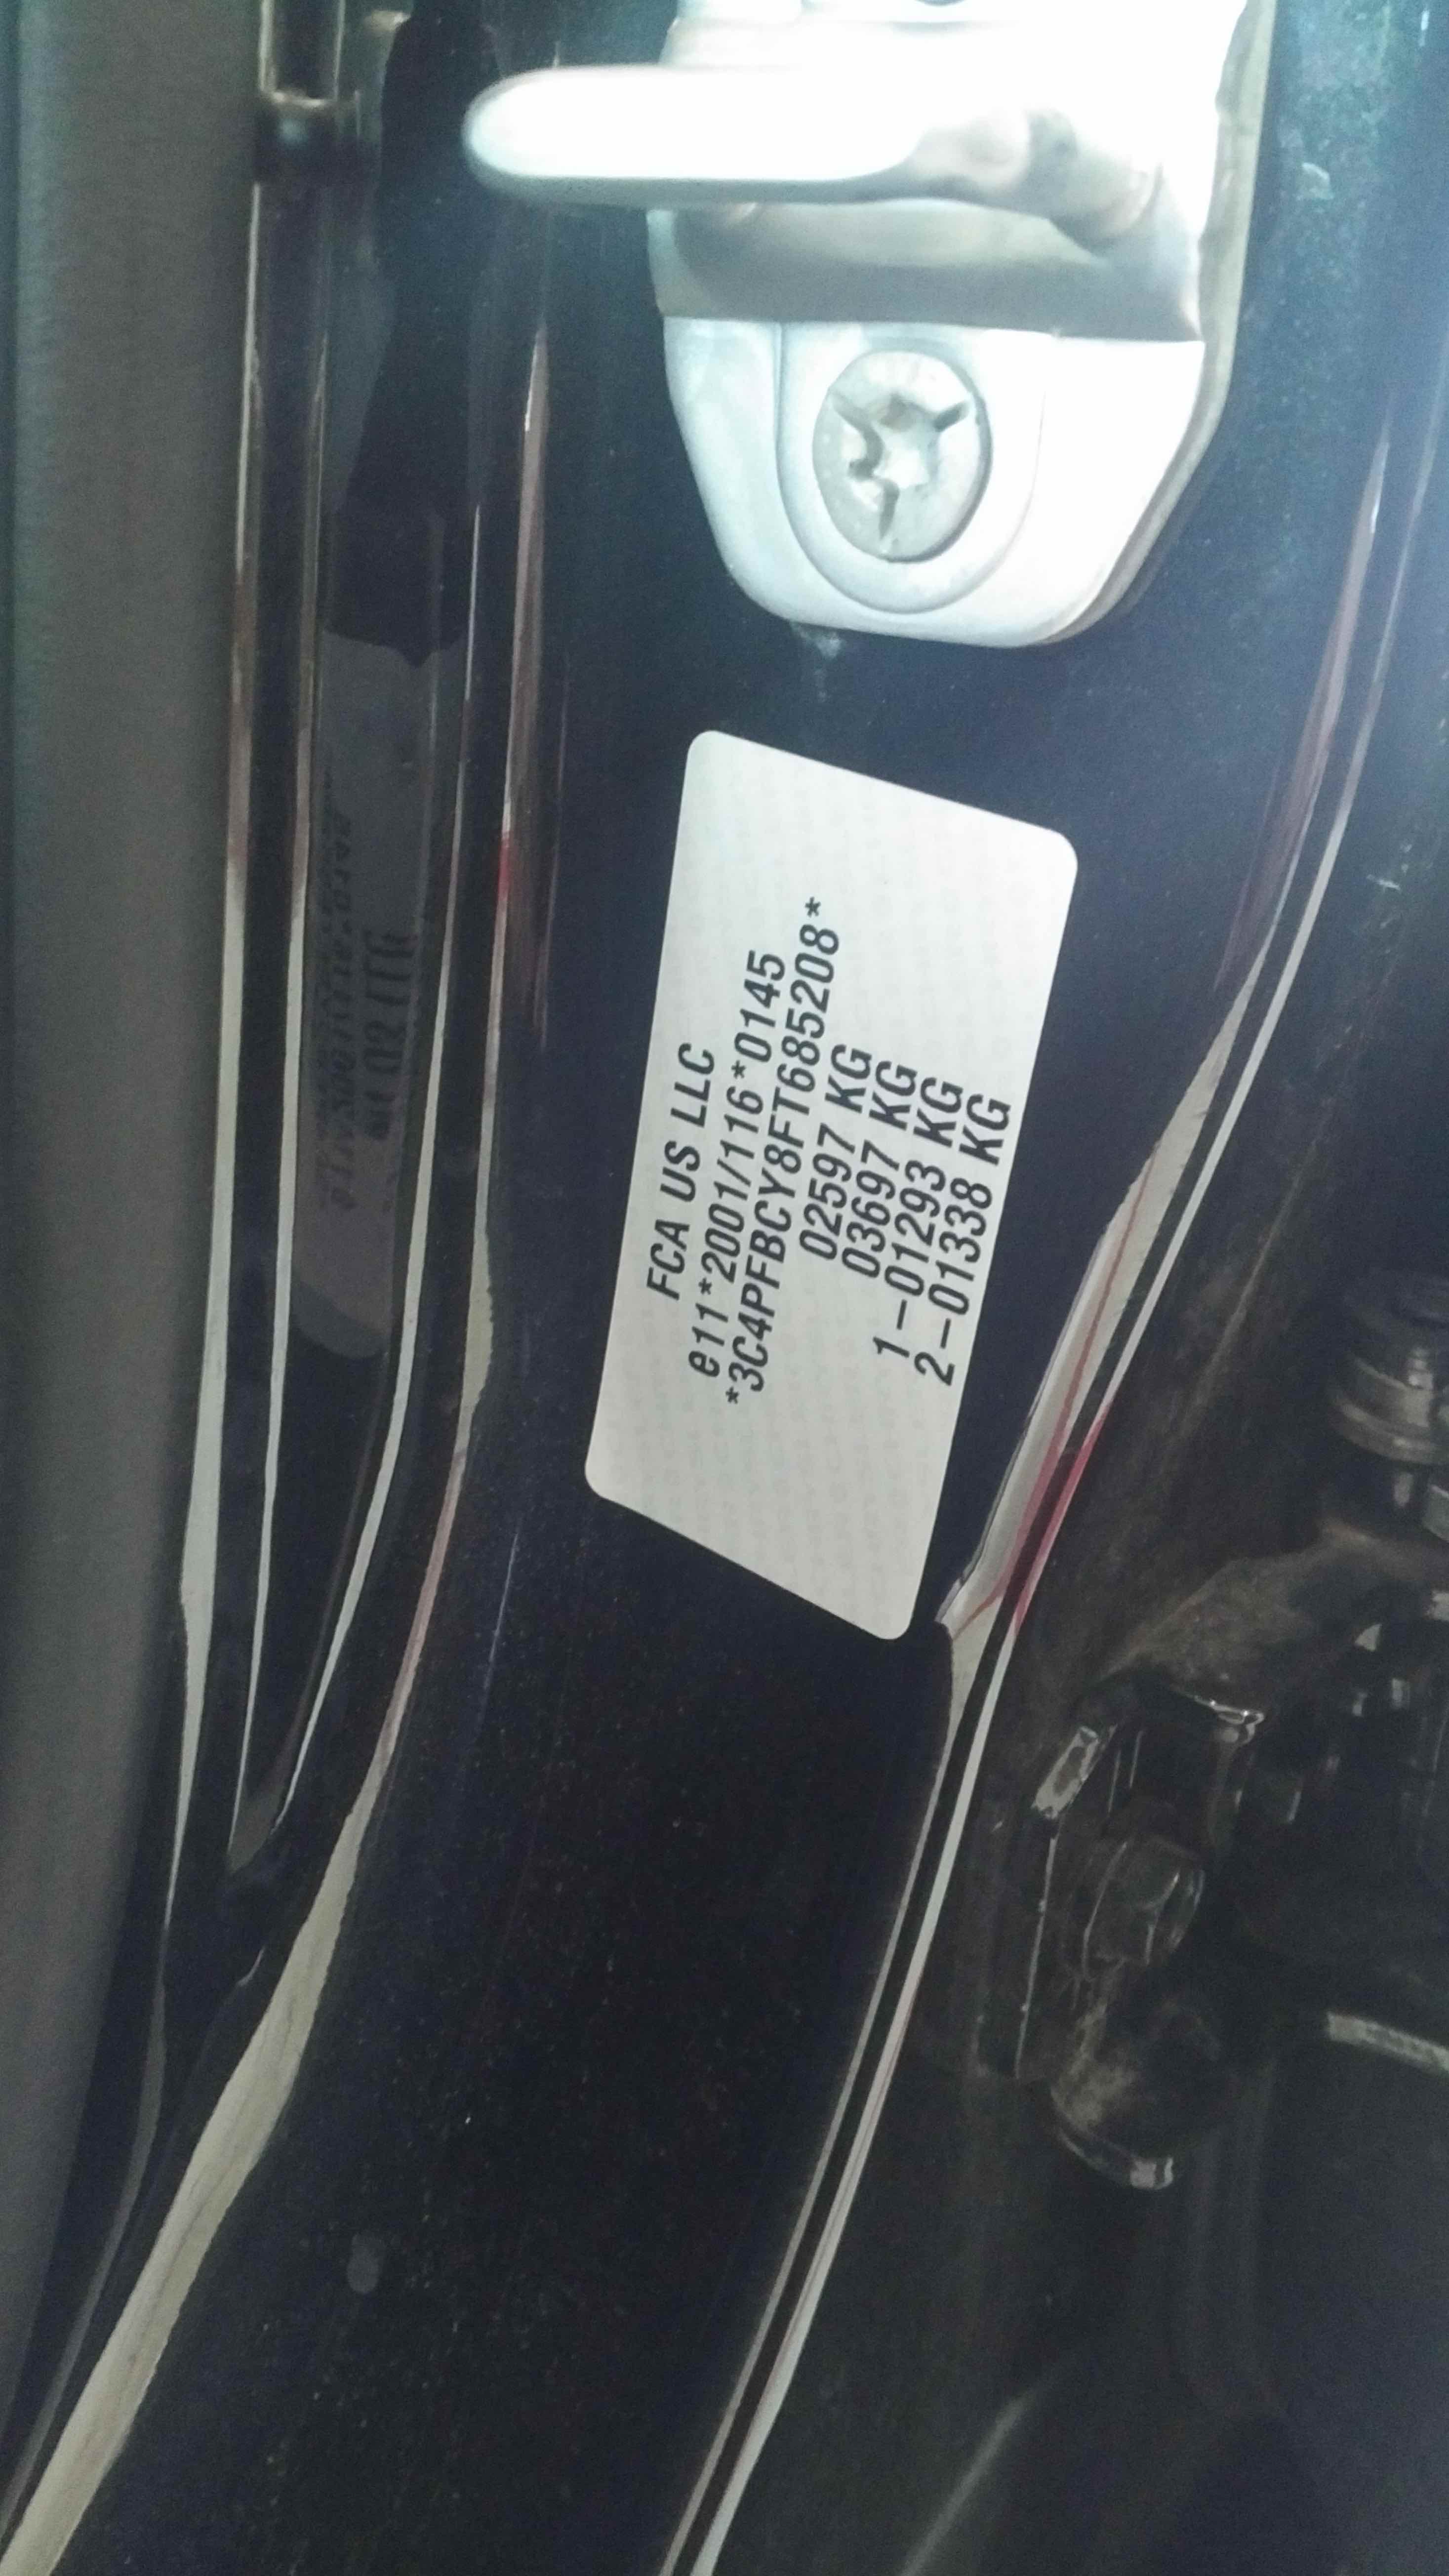 FCA US LLC
e11*2001/116*0145
*3C4PFBCY8FT685208*
02597 KG
03697 KG
1-01293 KG
2-01338 KG